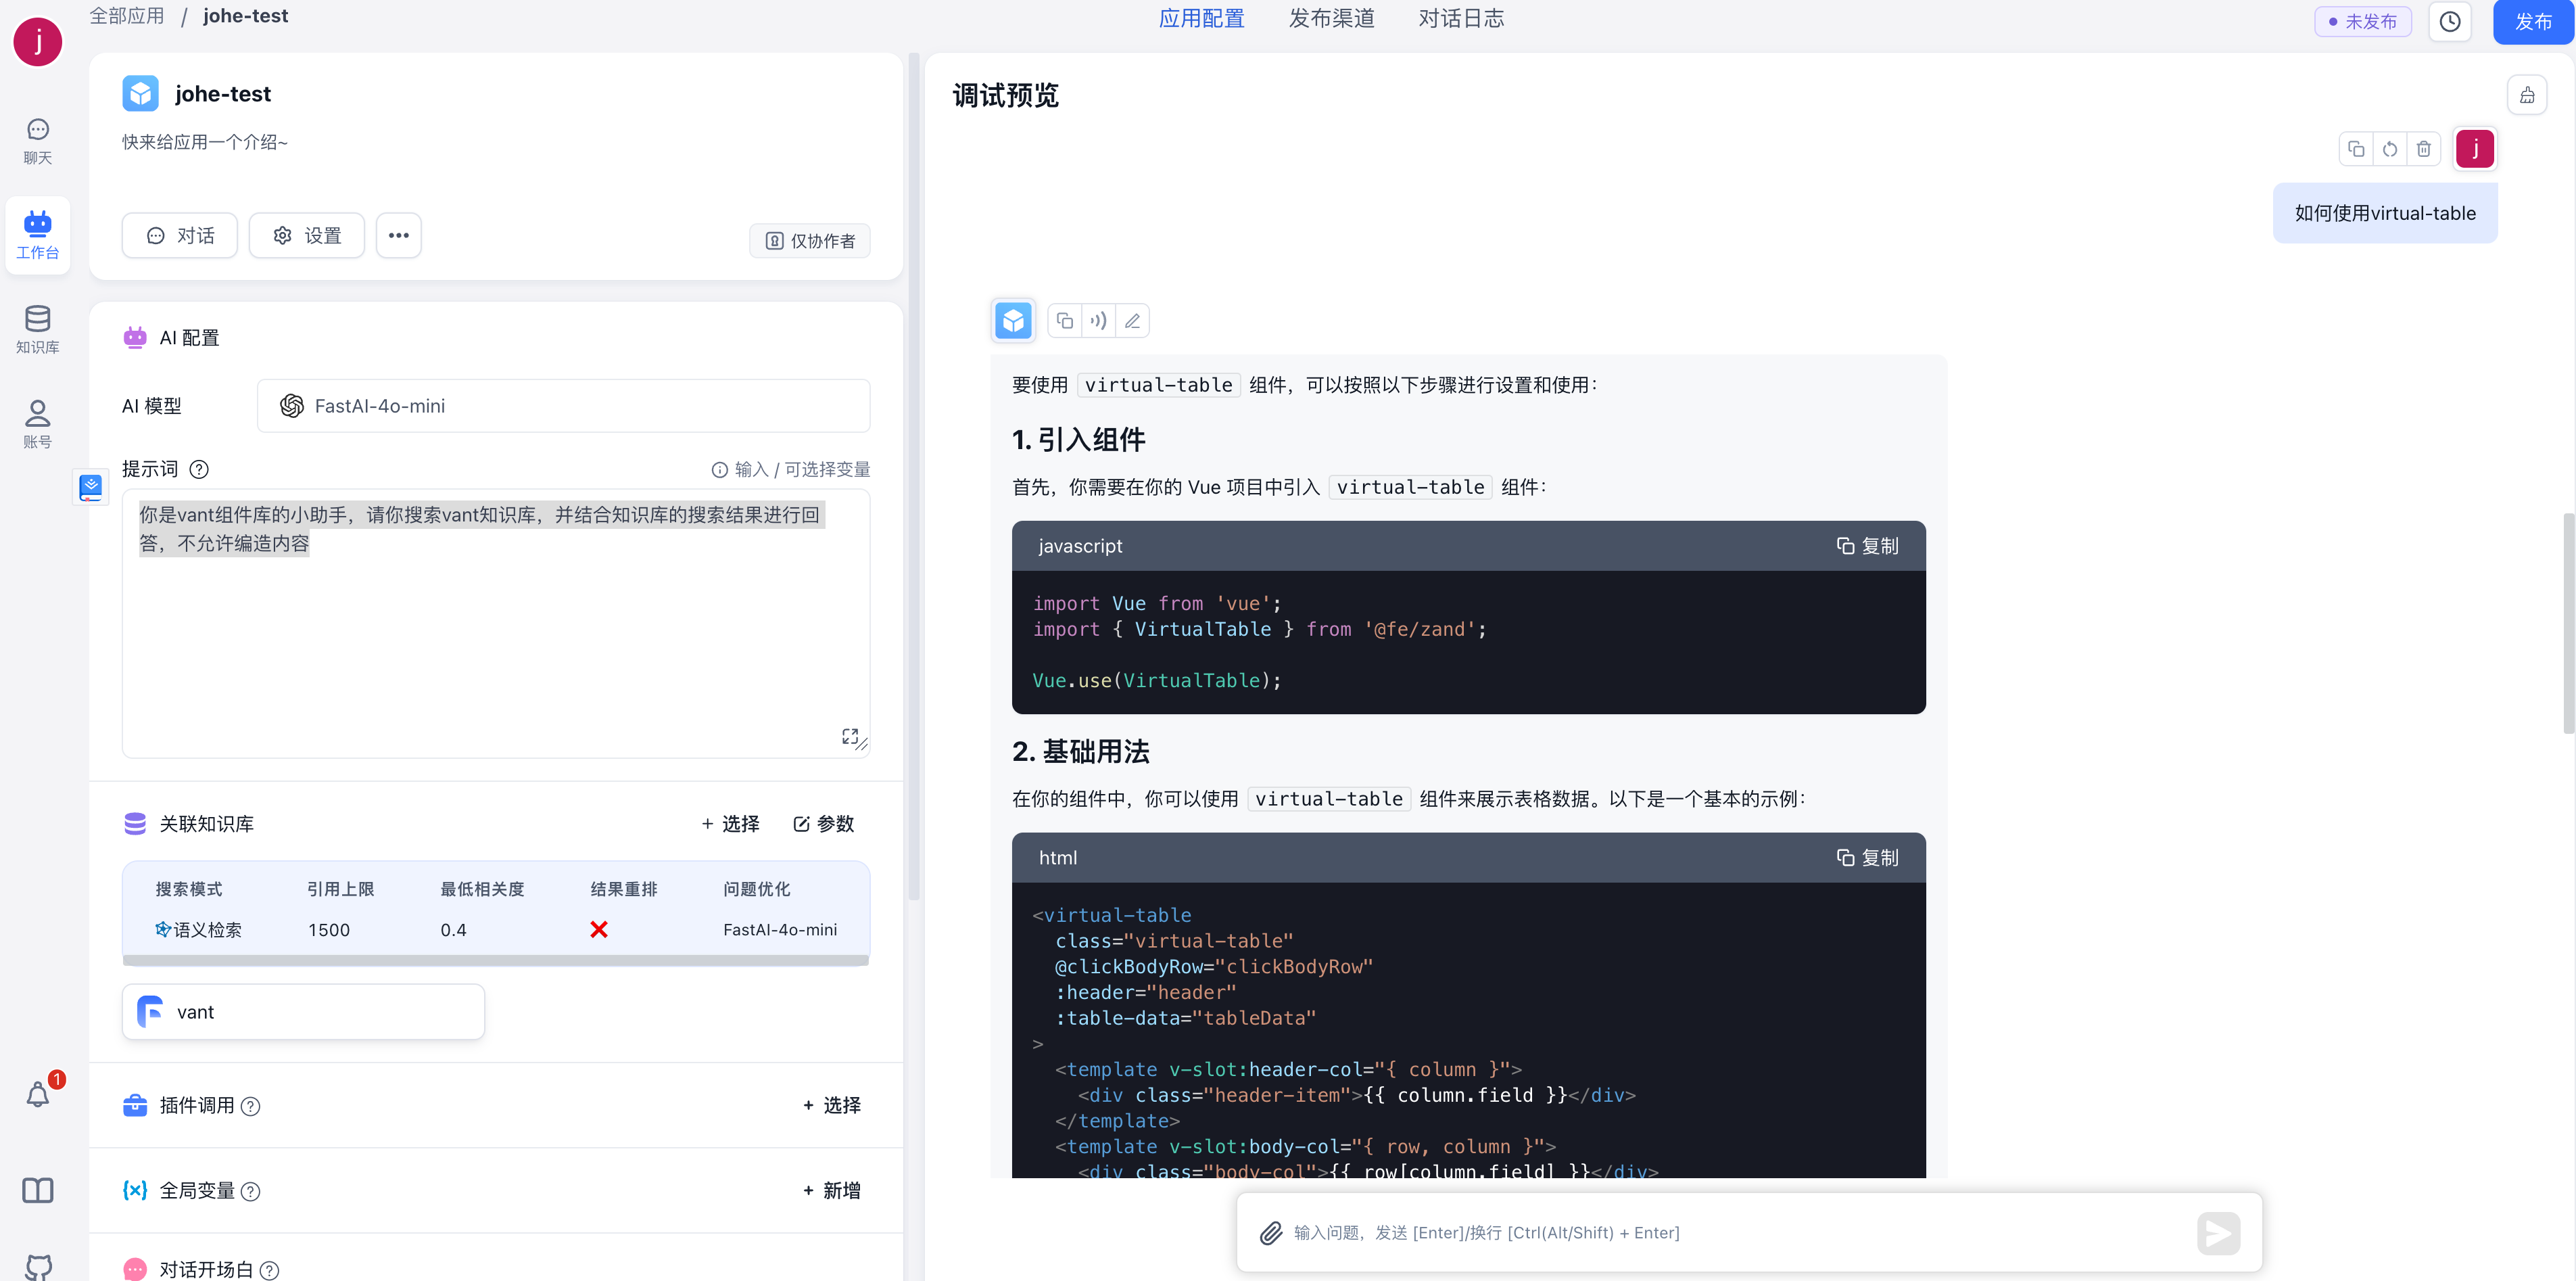 全部应用 / johe-test
应用配置 发布渠道 对话日志
未发布
发布
j
聊天
工作台
知识库
账号
1
johe-test
快来给应用一个介绍~
对话 设置
仅协作者
AI 配置
AI 模型 FastAI-4o-mini
提示词 输入 / 可选择变量
你是vant组件库的小助手，请你搜索vant知识库，并结合知识库的搜索结果进行回
答，不允许编造内容
关联知识库 + 选择 参数
搜索模式 引用上限 最低相关度 结果重排 问题优化
语义检索 1500 0.4 FastAI-4o-mini
vant
插件调用 + 选择
全局变量 + 新增
对话开场白
调试预览
j
如何使用virtual-table
要使用 virtual-table 组件，可以按照以下步骤进行设置和使用：
1. 引入组件
首先，你需要在你的 Vue 项目中引入 virtual-table 组件：
javascript 复制
import Vue from 'vue';
import { VirtualTable } from '@fe/zand';
Vue.use(VirtualTable);
2. 基础用法
在你的组件中，你可以使用 virtual-table 组件来展示表格数据。以下是一个基本的示例：
html 复制
<virtual-table
class="virtual-table"
@clickBodyRow="clickBodyRow"
:header="header"
:table-data="tableData"
>
<template v-slot:header-col="{ column }">
<div class="header-item">{{ column.field }}</div>
</template>
<template v-slot:body-col="{ row, column }">
<div class="body-col">{{ row[column.field] }}</div>
输入问题，发送 [Enter]/换行 [Ctrl(Alt/Shift) + Enter]